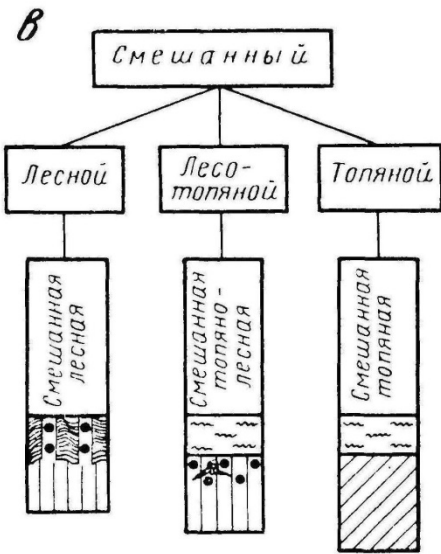 в
Смешанный
Лесной
Лесо-
топяной
Топяной
Смешанная
лесная
Смешанная
топяно-
лесная
Смешанная
топяная